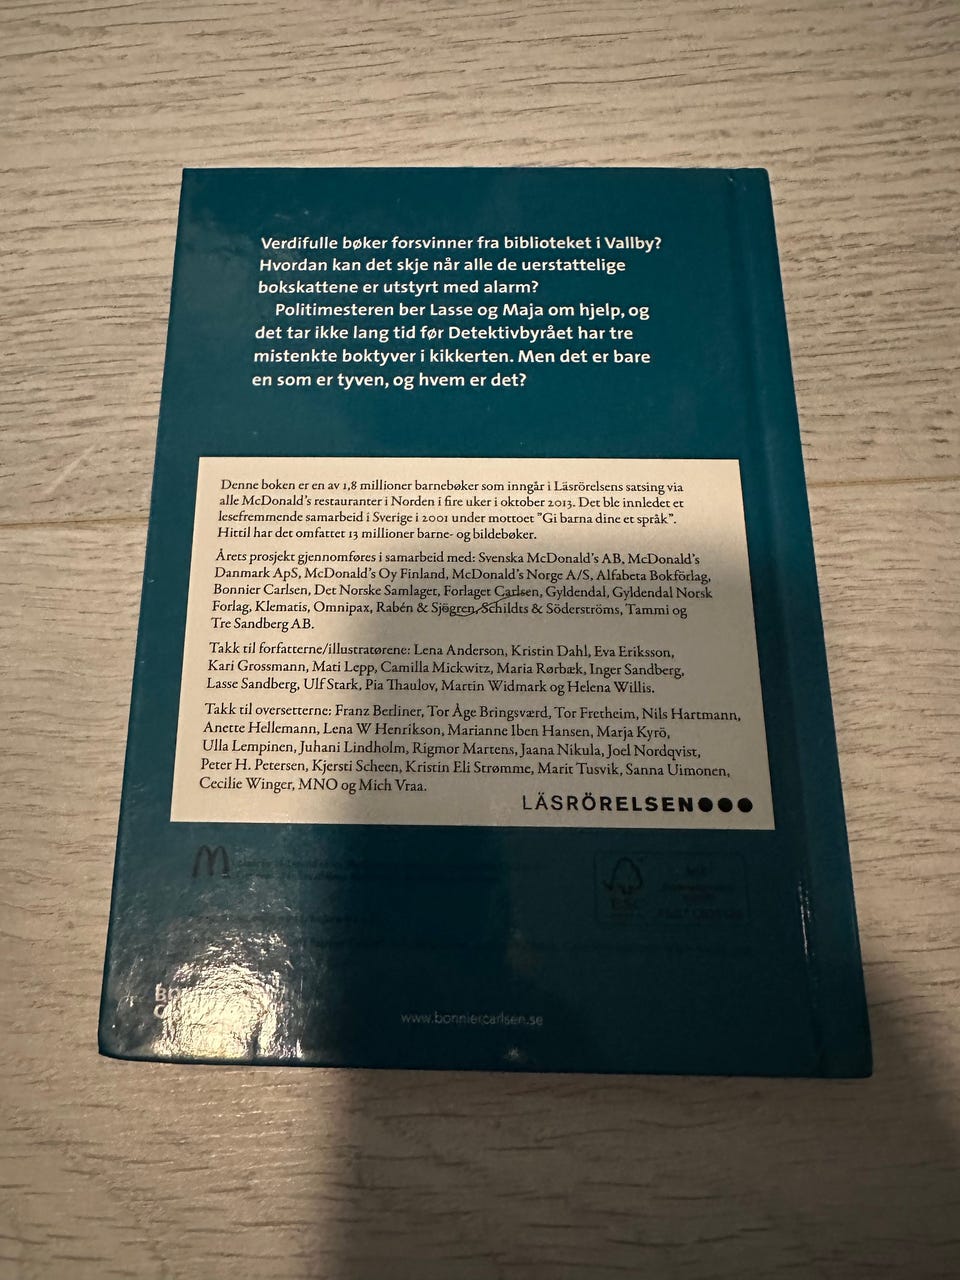 Verdifulle bøker forsvinner fra biblioteket i Vallby?
Hvordan kan det skje når alle de uerstattelige
bokskattene er utstyrt med alarm?
Politimesteren ber Lasse og Maja om hjelp, og
det tar ikke lang tid før Detektivbyrået har tre
mistenkte boktyver i kikkerten. Men det er bare
en som er tyven, og hvem er det?
Denne boken er en av 1,8 millioner barnebøker som inngår i Läsrörelsens satsing via
alle McDonald's restauranter i Norden i fire uker i oktober 2013. Det ble innledet et
lesefremmende samarbeid i Sverige i 2001 under mottoet "Gi barna dine et språk".
Hittil har det omfattet 13 millioner barne- og bildebøker.
Årets prosjekt gjennomføres i samarbeid med: Svenska McDonald's AB, McDonald's
Danmark ApS, McDonald's Oy Finland, McDonald's Norge A/S, Alfabeta Bokförlag,
Bonnier Carlsen, Det Norske Samlaget, Forlaget Carlsen, Gyldendal, Gyldendal Norsk
Forlag, Klematis, Omnipax, Rabén & Sjögren, Schildts & Söderströms, Tammi og
Tre Sandberg AB.
Takk til forfatterne/illustratørene: Lena Anderson, Kristin Dahl, Eva Eriksson,
Kari Grossmann, Mati Lepp, Camilla Mickwitz, Maria Rørbæk, Inger Sandberg,
Lasse Sandberg, Ulf Stark, Pia Thaulov, Martin Widmark og Helena Willis.
Takk til oversetterne: Franz Berliner, Tor Åge Bringsværd, Tor Fretheim, Nils Hartmann,
Anette Hellemann, Lena W Henrikson, Marianne Iben Hansen, Marja Kyrö,
Ulla Lempinen, Juhani Lindholm, Rigmor Martens, Jaana Nikula, Joel Nordqvist,
Peter H. Petersen, Kjersti Scheen, Kristin Eli Strømme, Marit Tusvik, Sanna Uimonen,
Cecilie Winger, MNO og Mich Vraa.
LÄSRÖRELSEN
FSC
www.bonniercarlsen.se